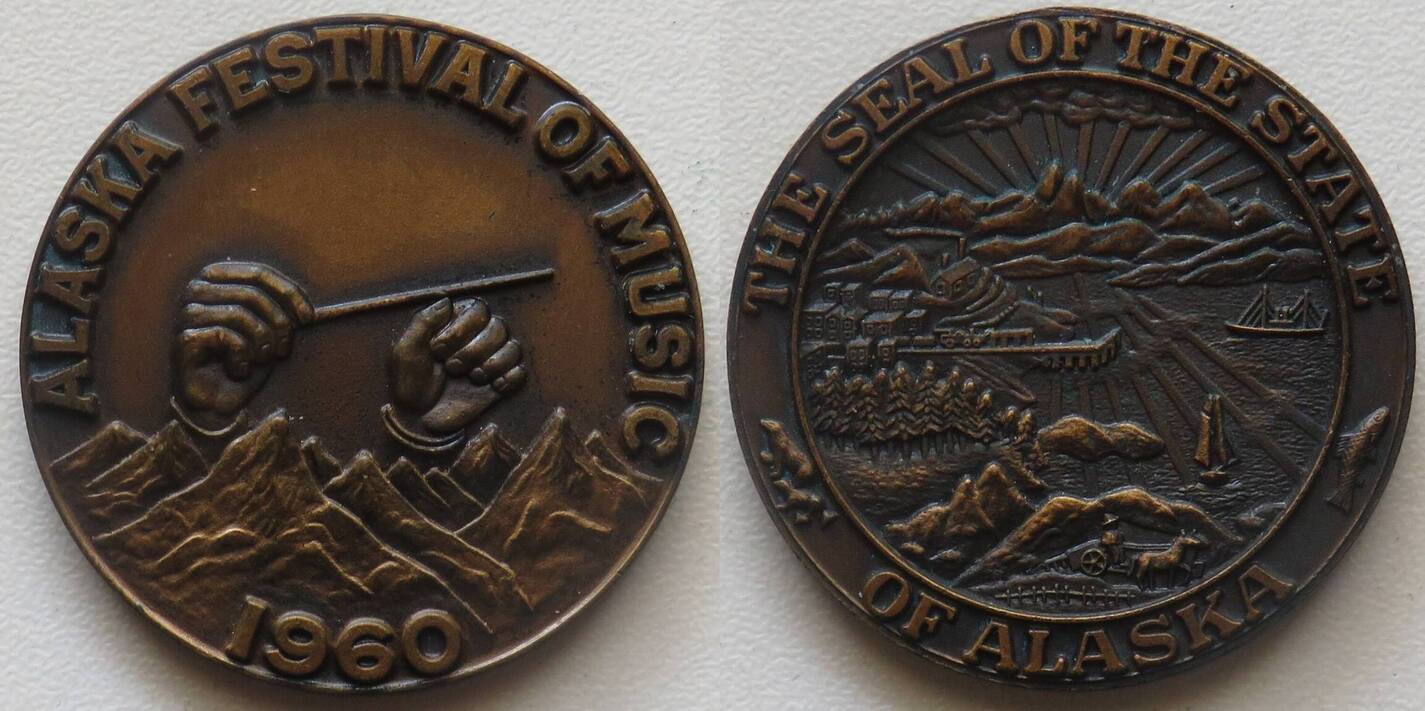 ALASKA FESTIVAL OF MUSIC
1960
THE SEAL OF THE STATE
OF ALASKA